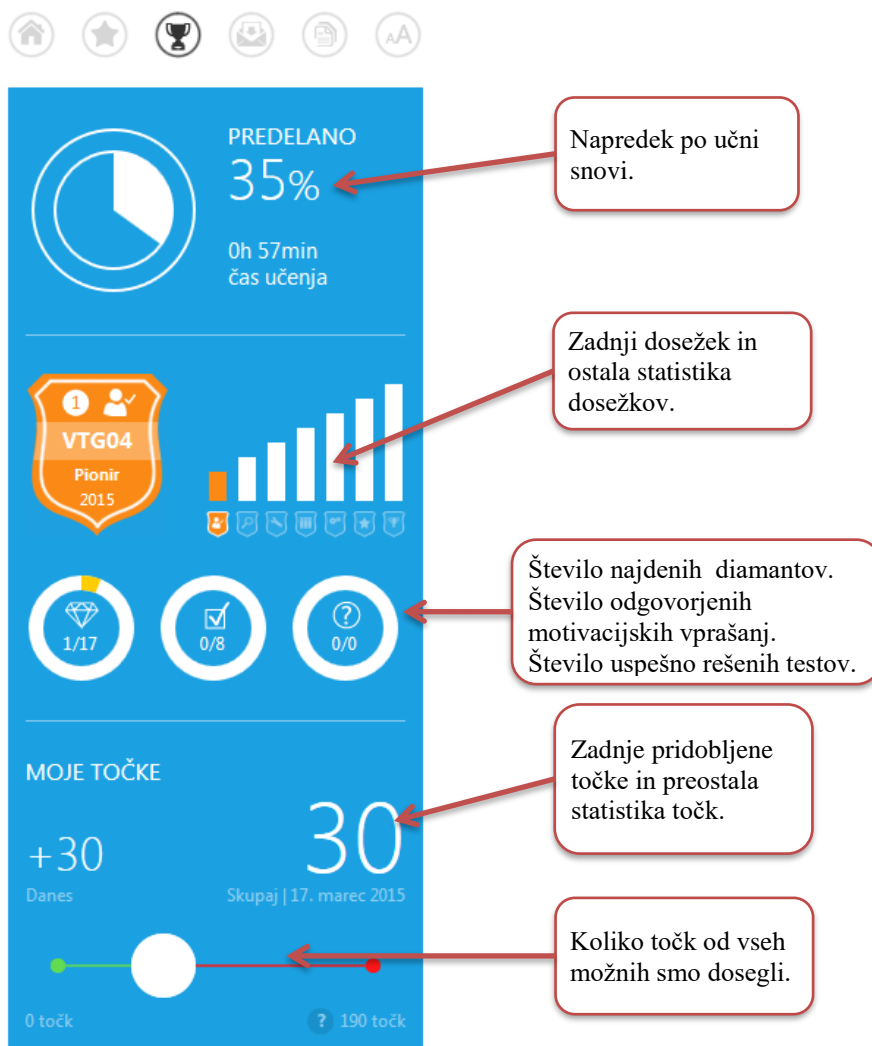 AA
PREDELANO
35%
0h 57min
čas učenja
Napredek po učni
snovi.
1
VTG04
Pionir
2015
Zadnji dosežek in
ostala statistika
dosežkov.
1/17
0/8
?
0/0
Število najdenih diamantov.
Število odgovorjenih
motivacijskih vprašanj.
Število uspešno rešenih testov.
MOJE TOČKE
+30
Danes
30
Skupaj | 17. marec 2015
Zadnje pridobljene
točke in preostala
statistika točk.
0 točk
? 190 točk
Koliko točk od vseh
možnih smo dosegli.